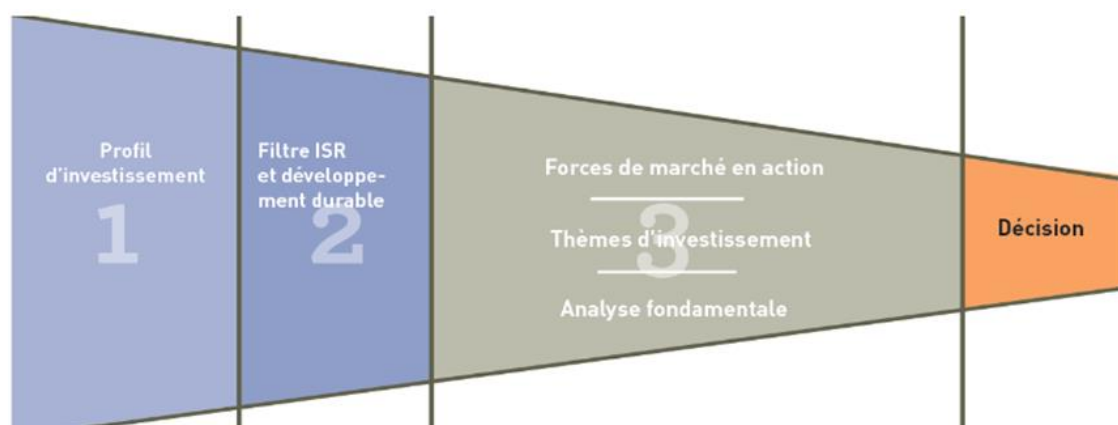 Profil
d'investissement
1
Filtre ISR
et développe-
ment durable
2
Forces de marché en action
Thèmes d'investissement
3
Analyse fondamentale
Décision